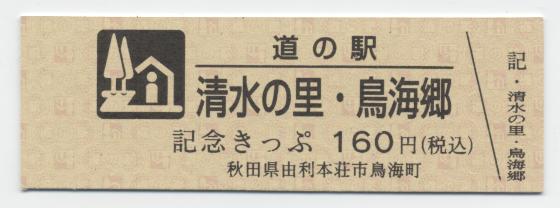 道の駅
清水の里・鳥海郷
記念きっぷ 160円(税込)
秋田県由利本荘市鳥海町
記・清水の里・鳥海郷